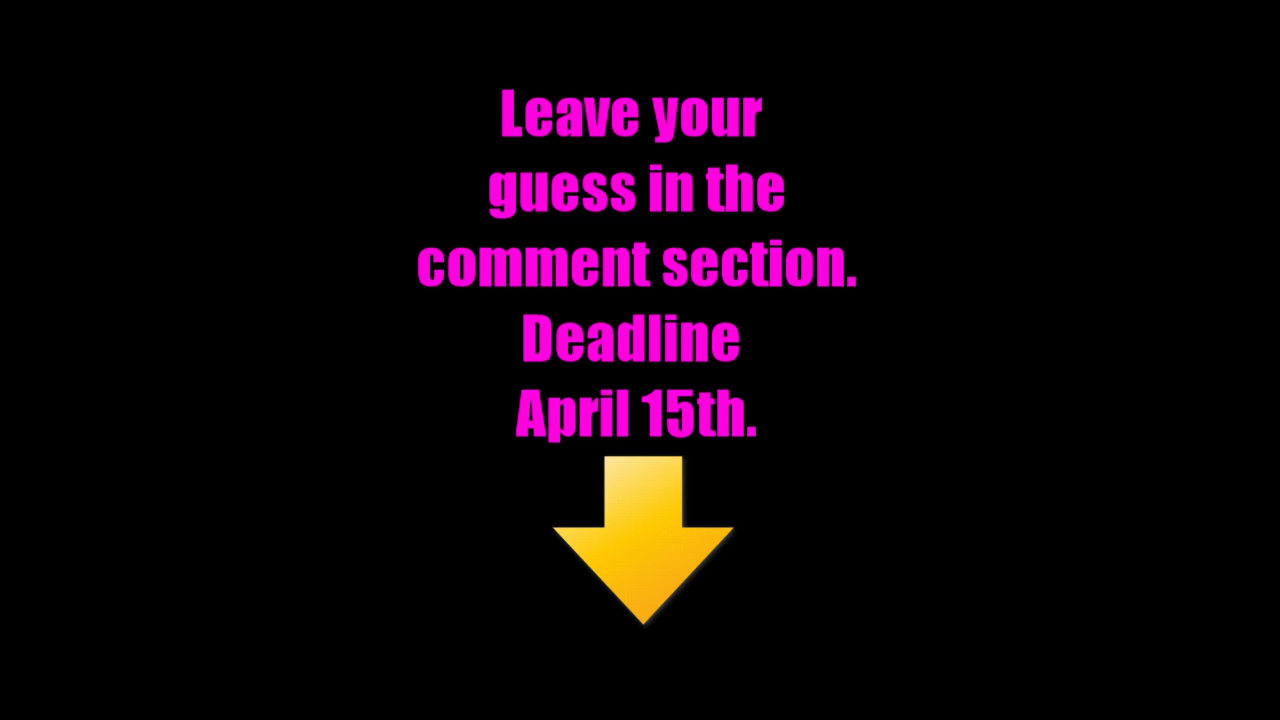 Leave your
guess in the
comment section.
Deadline
April 15th.